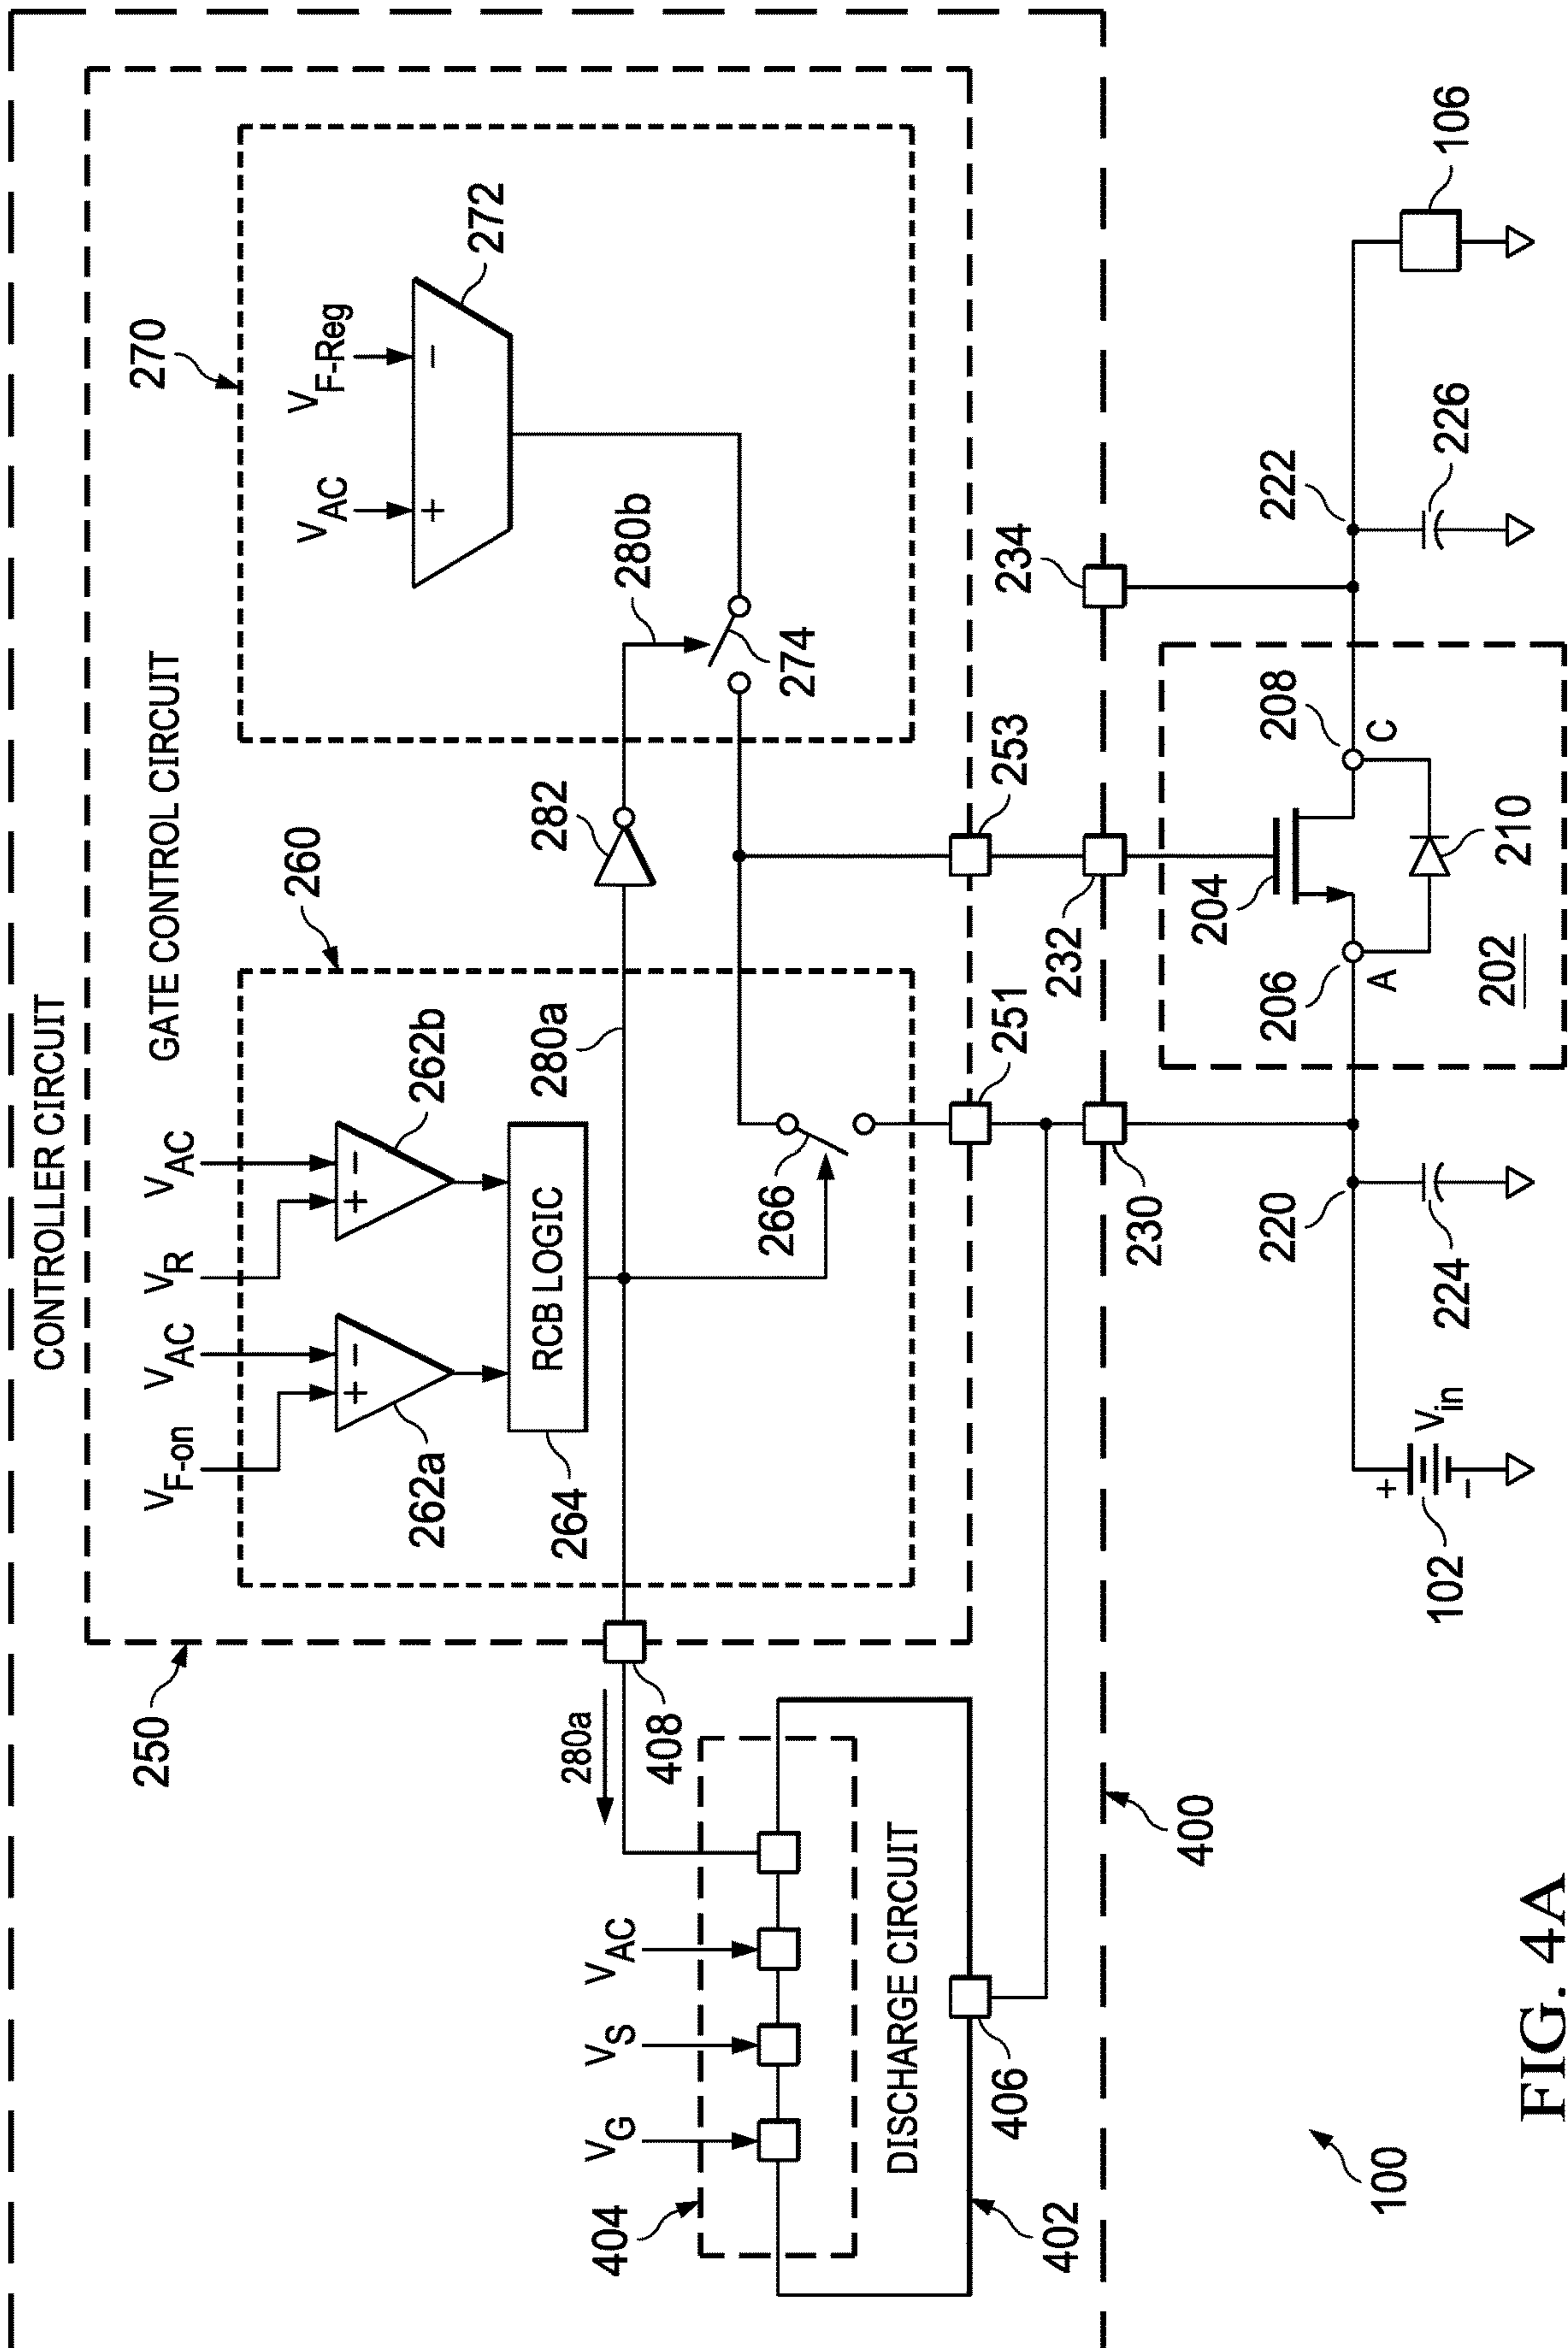 CONTROLLER CIRCUIT
GATE CONTROL CIRCUIT
250
260
270
V_F-on
V_AC
V_R
V_AC
V_AC
V_F-Reg
+
−
+
−
+
−
262a
262b
272
264
RCB LOGIC
280a
282
280b
274
266
280a
408
404
V_G
V_S
V_AC
DISCHARGE CIRCUIT
402
406
251
253
230
232
234
400
102
+
−
V_in
220
224
206
A
204
202
210
208
C
222
226
106
100
FIG. 4A